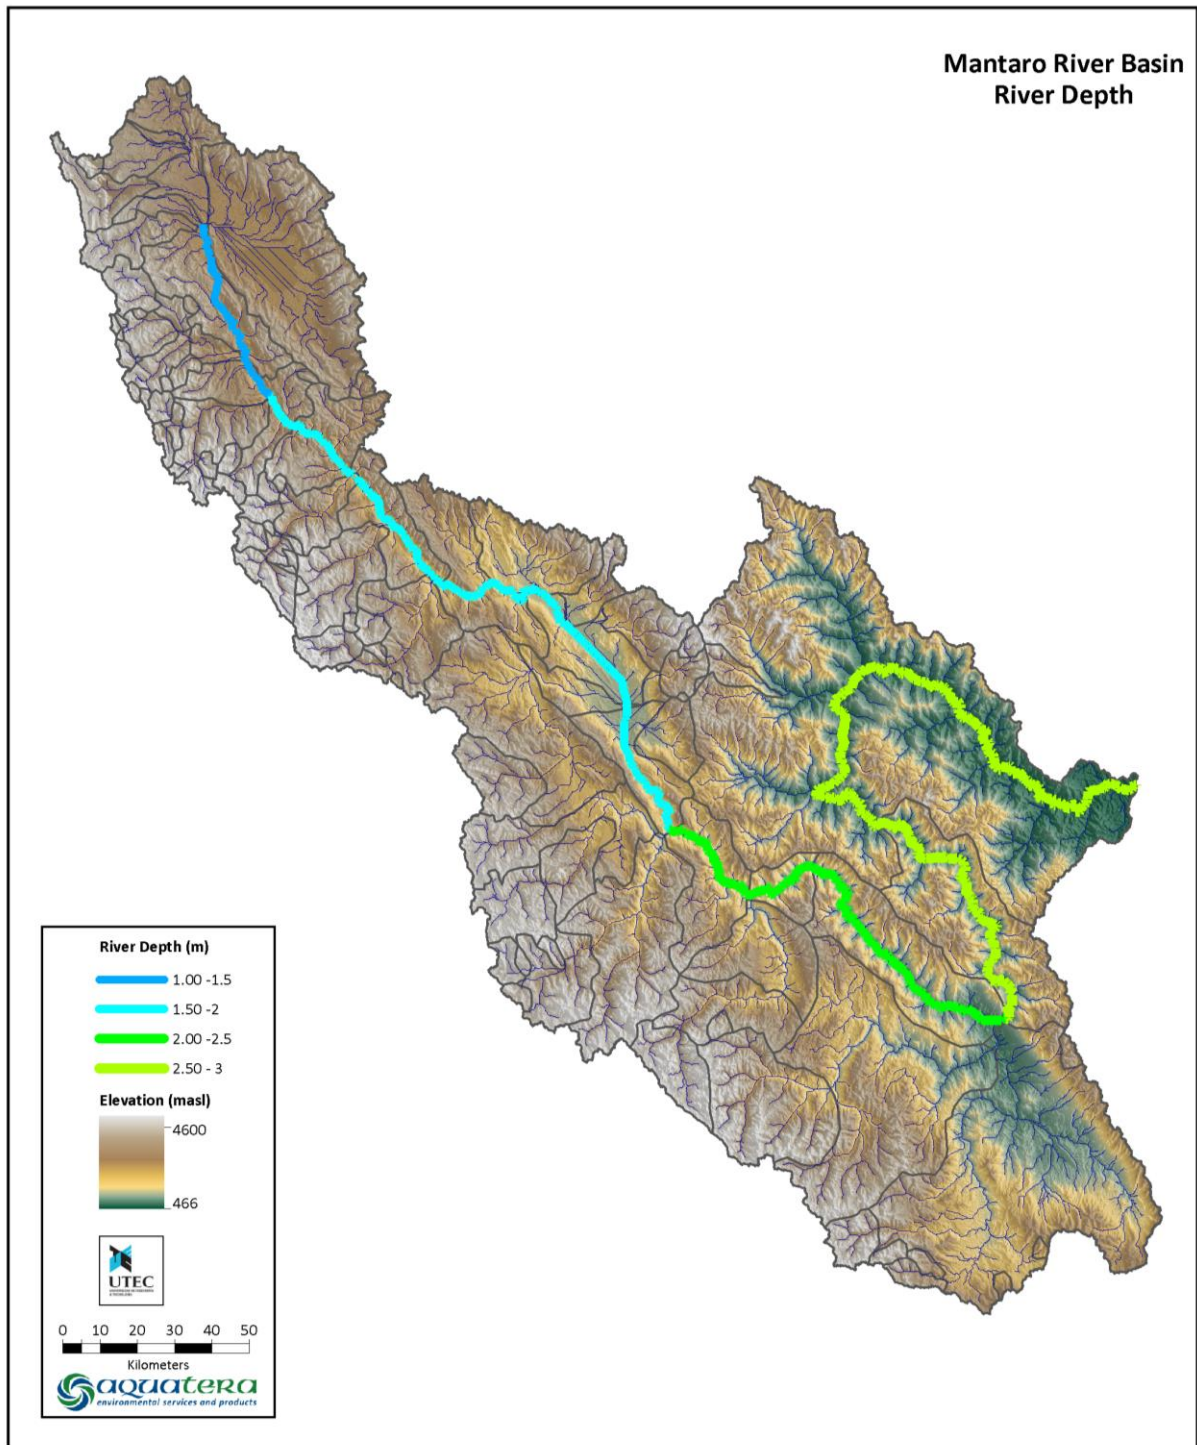 Mantaro River Basin
River Depth
River Depth (m)
1.00 -1.5
1.50 -2
2.00 -2.5
2.50 - 3
Elevation (masl)
4600
466
UTEC
0 10 20 30 40 50
Kilometers
aquatera
environmental services and products